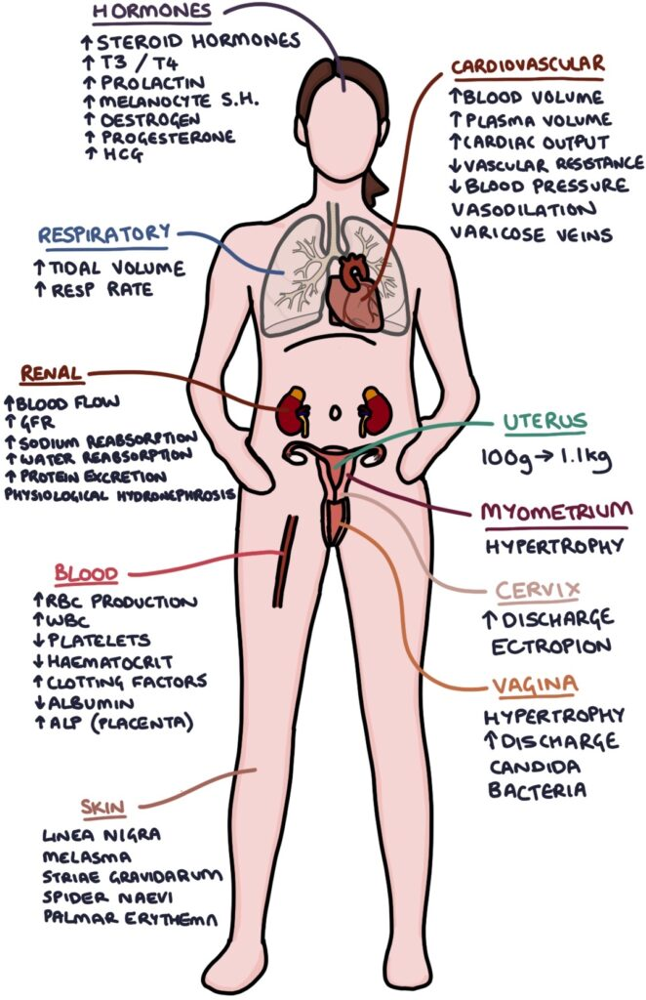 HORMONES
↑ STEROID HORMONES
↑ T3 / T4
↑ PROLACTIN
↑ MELANOCYTE S.H.
↑ OESTROGEN
↑ PROGESTERONE
↑ HCG
CARDIOVASCULAR
↑ BLOOD VOLUME
↑ PLASMA VOLUME
↑ CARDIAC OUTPUT
↓ VASCULAR RESISTANCE
↓ BLOOD PRESSURE
VASODILATION
VARICOSE VEINS
RESPIRATORY
↑ TIDAL VOLUME
↑ RESP RATE
RENAL
↑ BLOOD FLOW
↑ GFR
↑ SODIUM REABSORPTION
↑ WATER REABSORPTION
↑ PROTEIN EXCRETION
PHYSIOLOGICAL HYDRONEPHROSIS
UTERUS
100g → 1.1kg
MYOMETRIUM
HYPERTROPHY
CERVIX
↑ DISCHARGE
ECTROPION
BLOOD
↑ RBC PRODUCTION
↑ WBC
↓ PLATELETS
↓ HAEMATOCRIT
↑ CLOTTING FACTORS
↓ ALBUMIN
↑ ALP (PLACENTA)
VAGINA
HYPERTROPHY
↑ DISCHARGE
CANDIDA
BACTERIA
SKIN
LINEA NIGRA
MELASMA
STRIAE GRAVIDARUM
SPIDER NAEVI
PALMAR ERYTHEMA